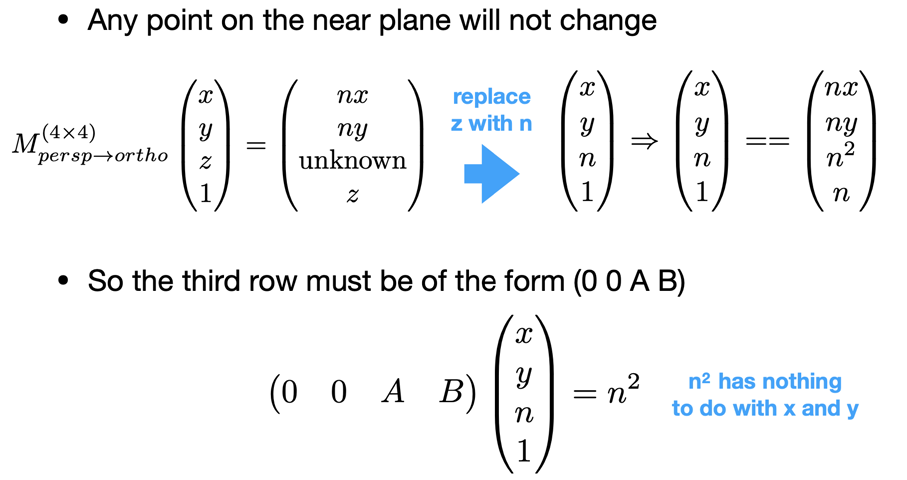 • Any point on the near plane will not change
$M_{persp \to ortho}^{(4 \times 4)} \begin{pmatrix} x \\ y \\ z \\ 1 \end{pmatrix} = \begin{pmatrix} nx \\ ny \\ \text{unknown} \\ z \end{pmatrix}$ replace z with n $\begin{pmatrix} x \\ y \\ n \\ 1 \end{pmatrix} \Rightarrow \begin{pmatrix} x \\ y \\ n \\ 1 \end{pmatrix} == \begin{pmatrix} nx \\ ny \\ n^2 \\ n \end{pmatrix}$
• So the third row must be of the form (0 0 A B)
$\begin{pmatrix} 0 & 0 & A & B \end{pmatrix} \begin{pmatrix} x \\ y \\ n \\ 1 \end{pmatrix} = n^2$
n² has nothing
to do with x and y